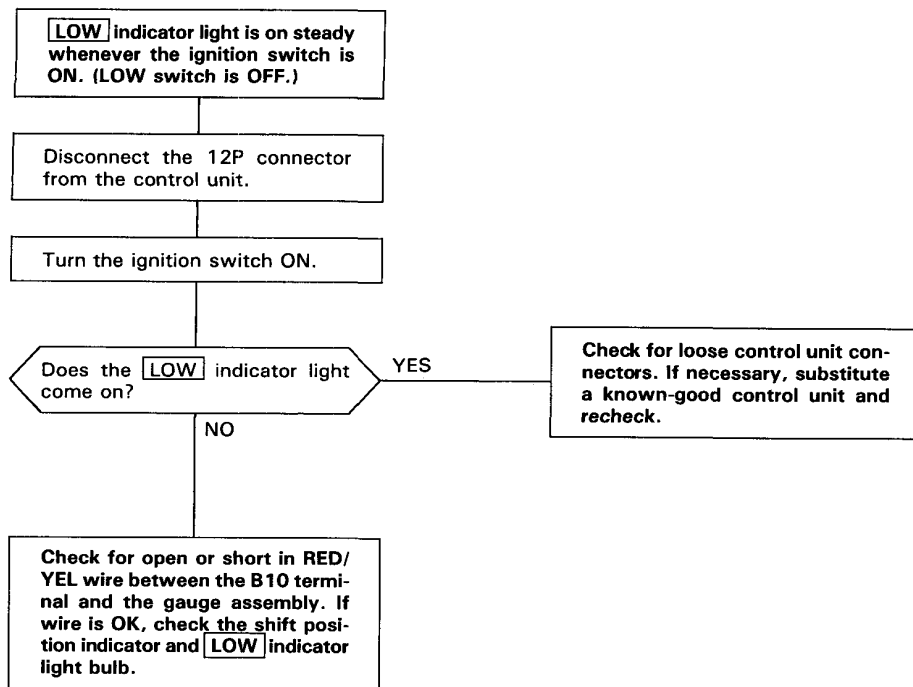 LOW indicator light is on steady
whenever the ignition switch is
ON. (LOW switch is OFF.)
Disconnect the 12P connector
from the control unit.
Turn the ignition switch ON.
Does the LOW indicator light
come on?
YES
Check for loose control unit con-
nectors. If necessary, substitute
a known-good control unit and
recheck.
NO
Check for open or short in RED/
YEL wire between the B10 termi-
nal and the gauge assembly. If
wire is OK, check the shift posi-
tion indicator and LOW indicator
light bulb.